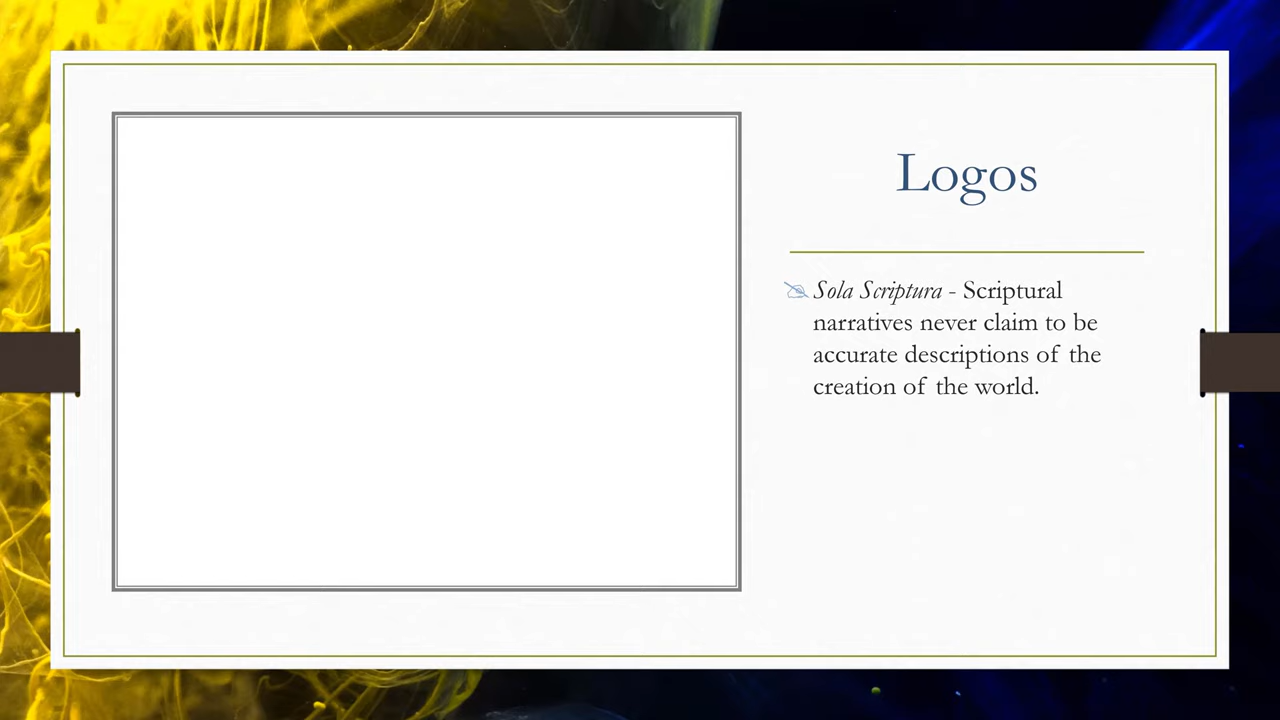 Logos
Sola Scriptura - Scriptural
narratives never claim to be
accurate descriptions of the
creation of the world.